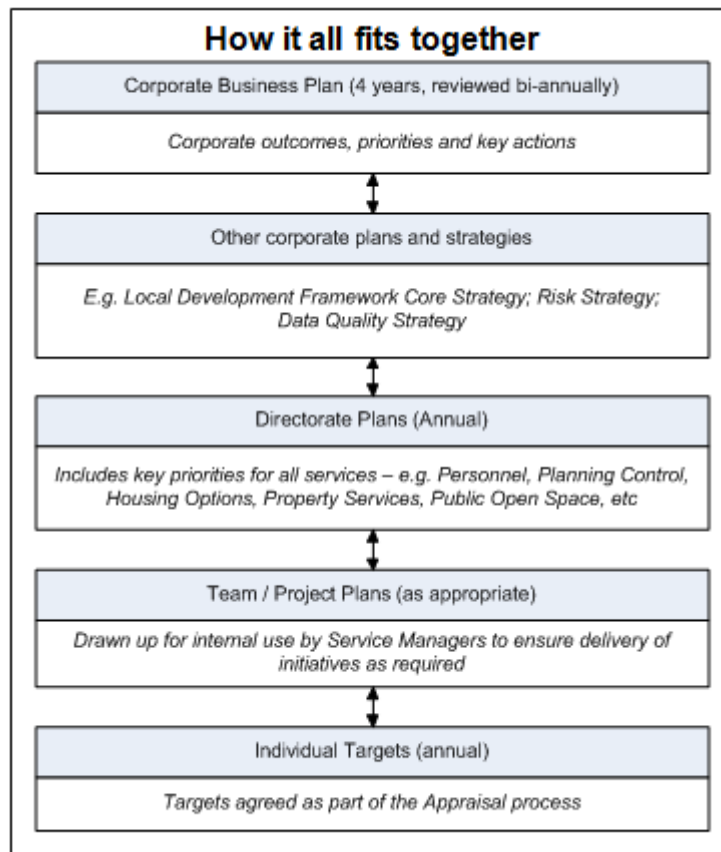 How it all fits together
Corporate Business Plan (4 years, reviewed bi-annually)
Corporate outcomes, priorities and key actions
Other corporate plans and strategies
E.g. Local Development Framework Core Strategy; Risk Strategy;
Data Quality Strategy
Directorate Plans (Annual)
Includes key priorities for all services – e.g. Personnel, Planning Control,
Housing Options, Property Services, Public Open Space, etc
Team / Project Plans (as appropriate)
Drawn up for internal use by Service Managers to ensure delivery of
initiatives as required
Individual Targets (annual)
Targets agreed as part of the Appraisal process